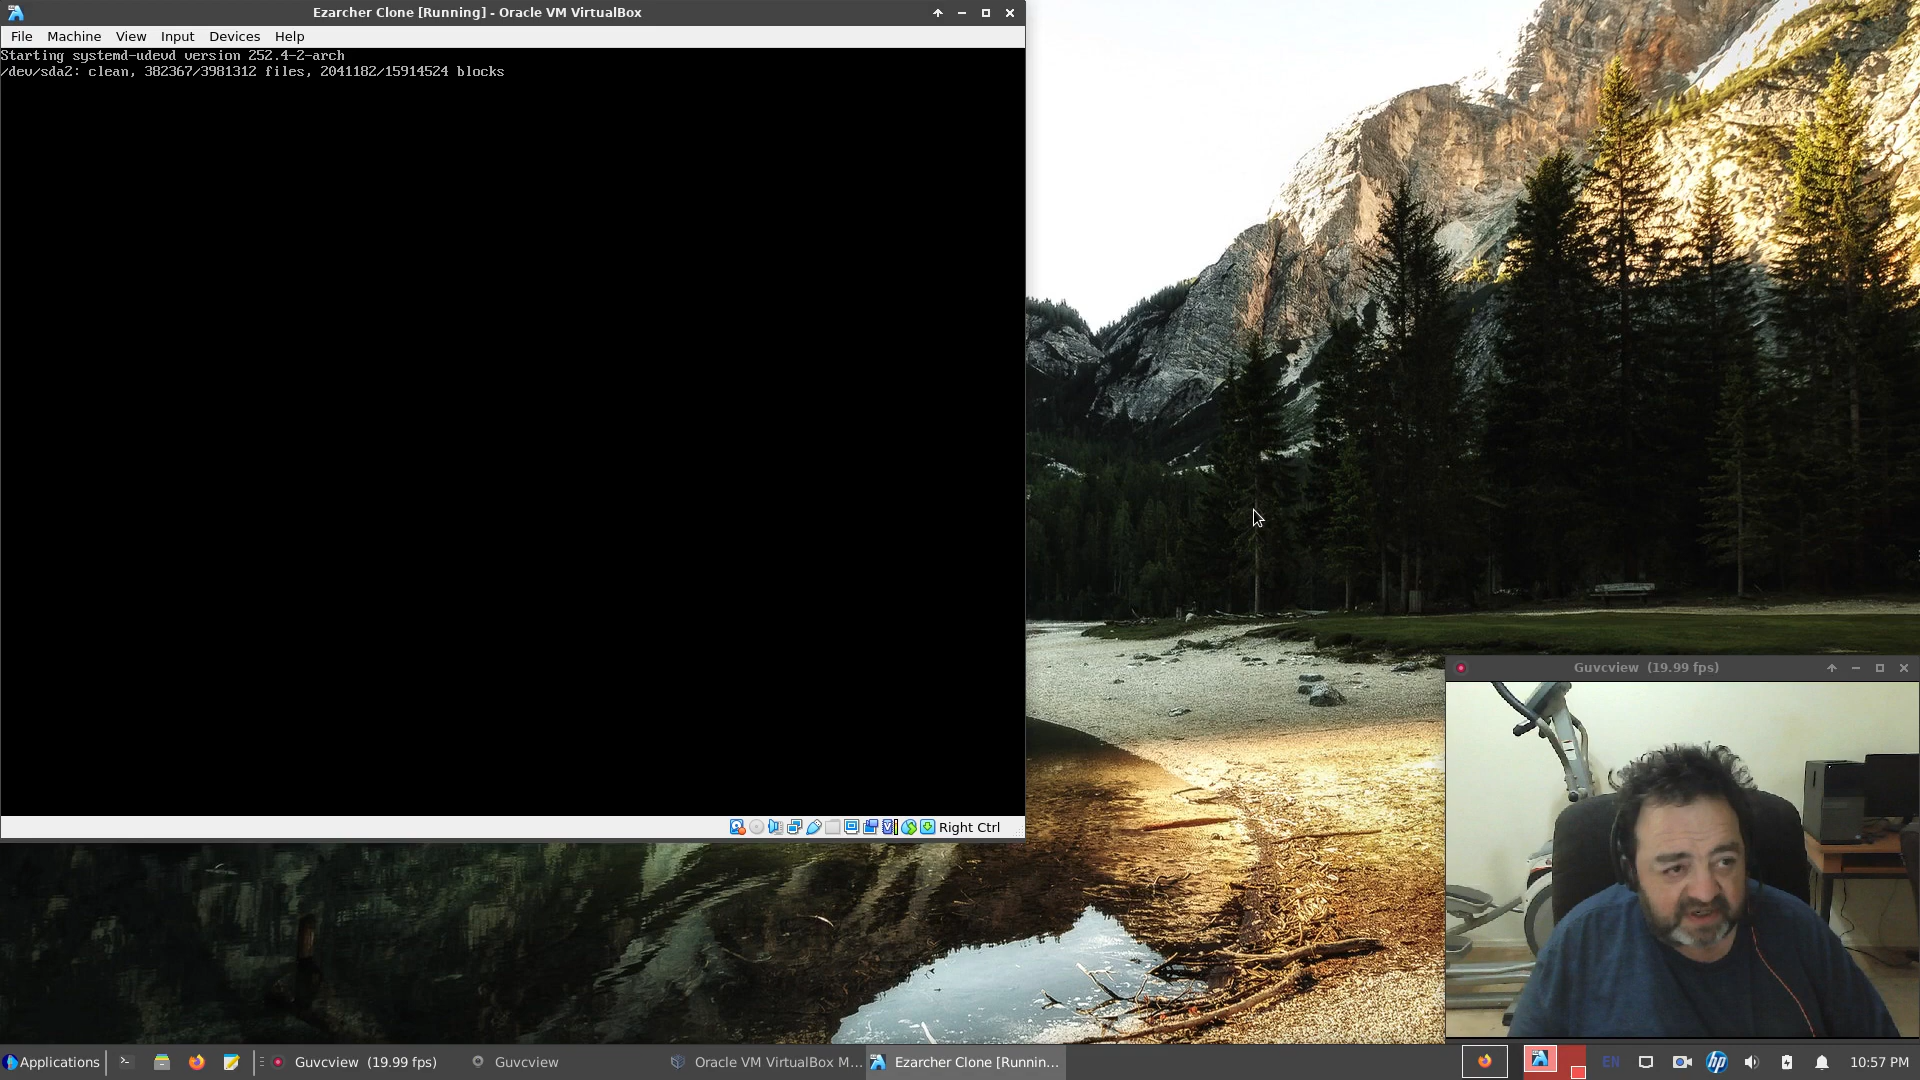 Ezarcher Clone [Running] - Oracle VM VirtualBox
File Machine View Input Devices Help
Starting systemd-udevd version 252.4-2-arch
/dev/sda2: clean, 382367/3981312 files, 2041182/15914524 blocks
Right Ctrl
Guvcview (19.99 fps)
Applications
Guvcview (19.99 fps)
Guvcview
Oracle VM VirtualBox M...
Ezarcher Clone [Runnin...
EN
hp
10:57 PM